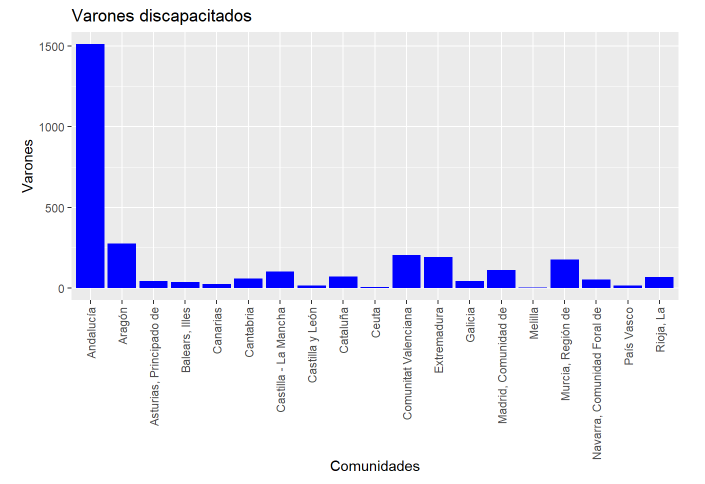 Varones discapacitados
1500
1000
500
0
Varones
Andalucía
Aragón
Asturias, Principado de
Balears, Illes
Canarias
Cantabria
Castilla - La Mancha
Castilla y León
Cataluña
Ceuta
Comunitat Valenciana
Extremadura
Galicia
Madrid, Comunidad de
Melilla
Murcia, Región de
Navarra, Comunidad Foral de
País Vasco
Rioja, La
Comunidades